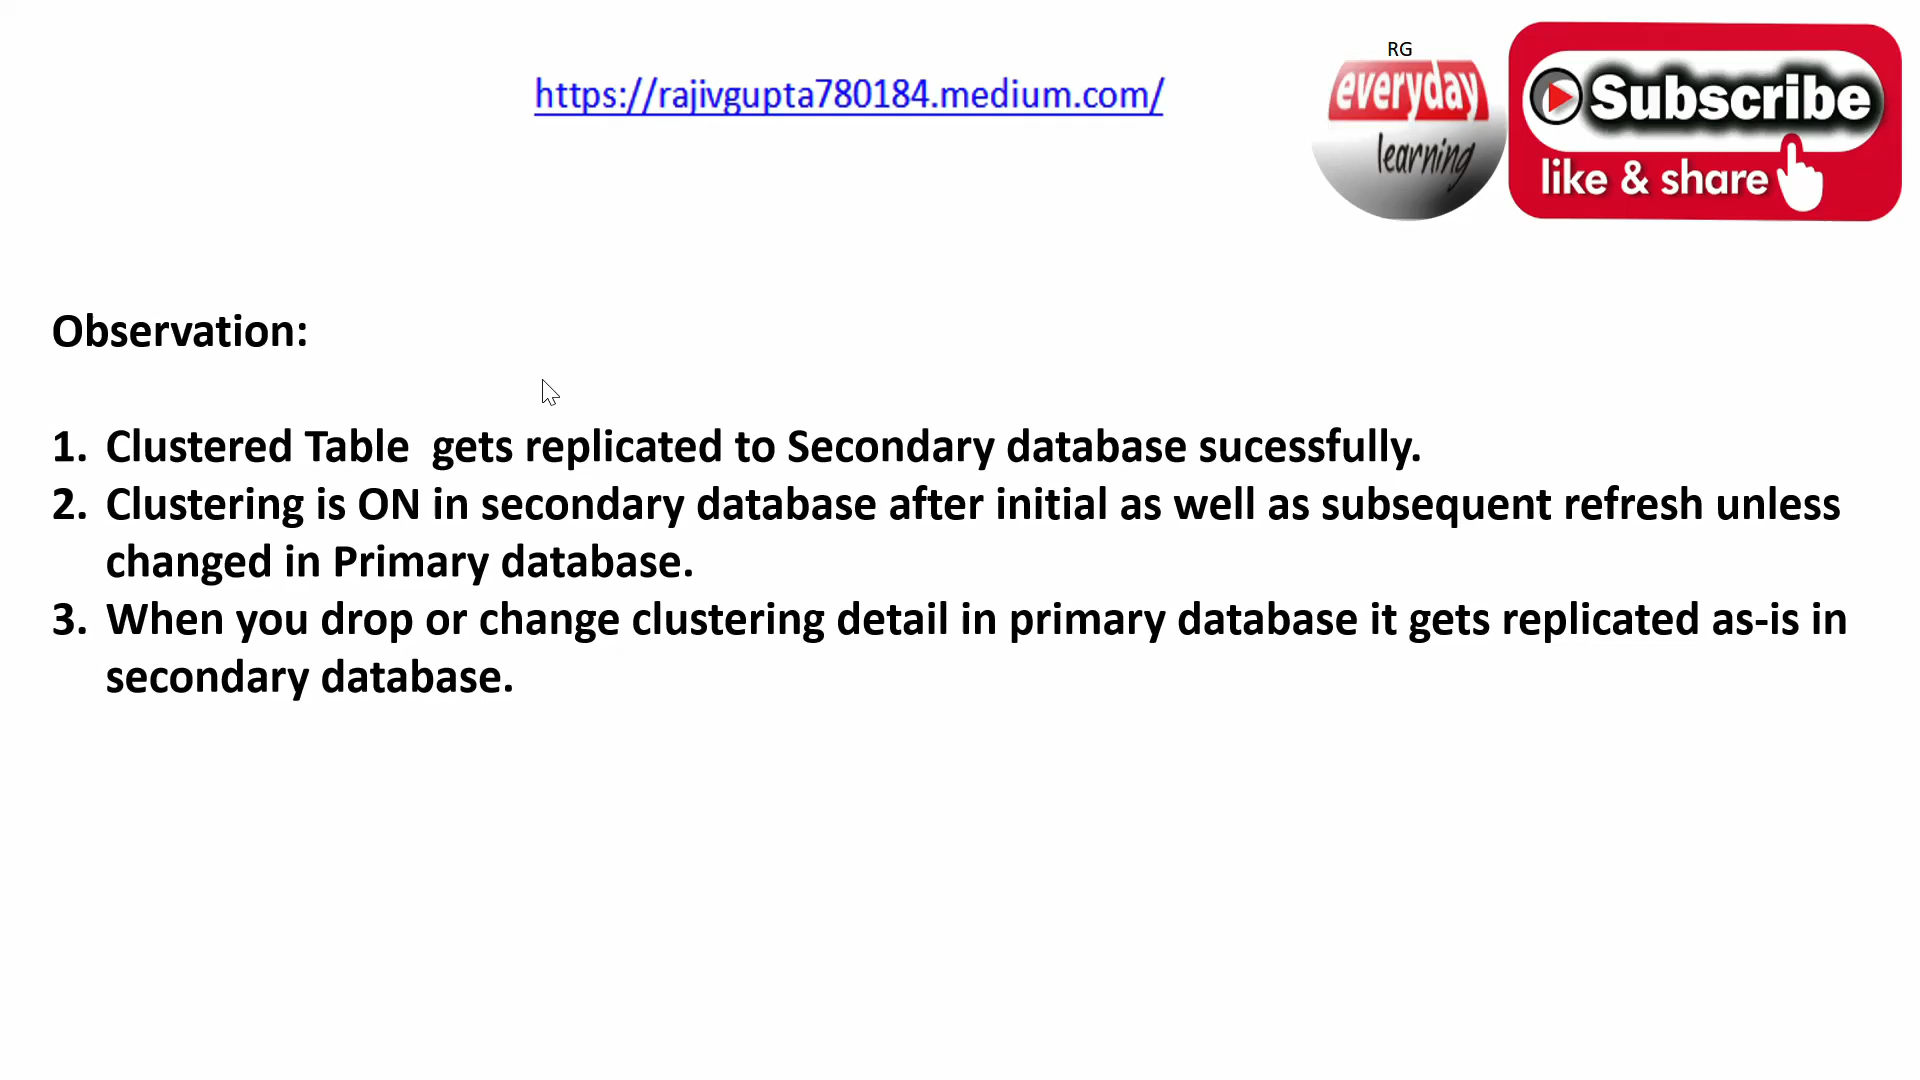 RG
https://rajivgupta780184.medium.com/
everyday
learning
Subscribe
like & share
Observation:
1. Clustered Table  gets replicated to Secondary database sucessfully.
2. Clustering is ON in secondary database after initial as well as subsequent refresh unless
changed in Primary database.
3. When you drop or change clustering detail in primary database it gets replicated as-is in
secondary database.